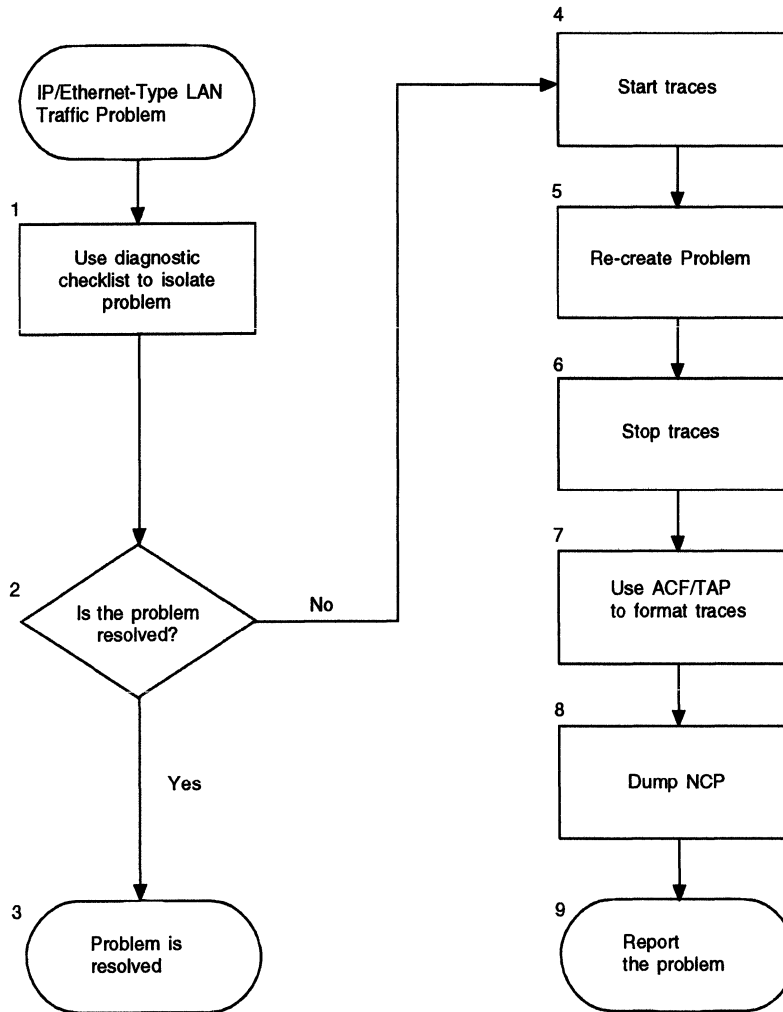 IP/Ethernet-Type LAN
Traffic Problem
1
Use diagnostic
checklist to isolate
problem
2
Is the problem
resolved?
No
Yes
3
Problem is
resolved
4
Start traces
5
Re-create Problem
6
Stop traces
7
Use ACF/TAP
to format traces
8
Dump NCP
9
Report
the problem